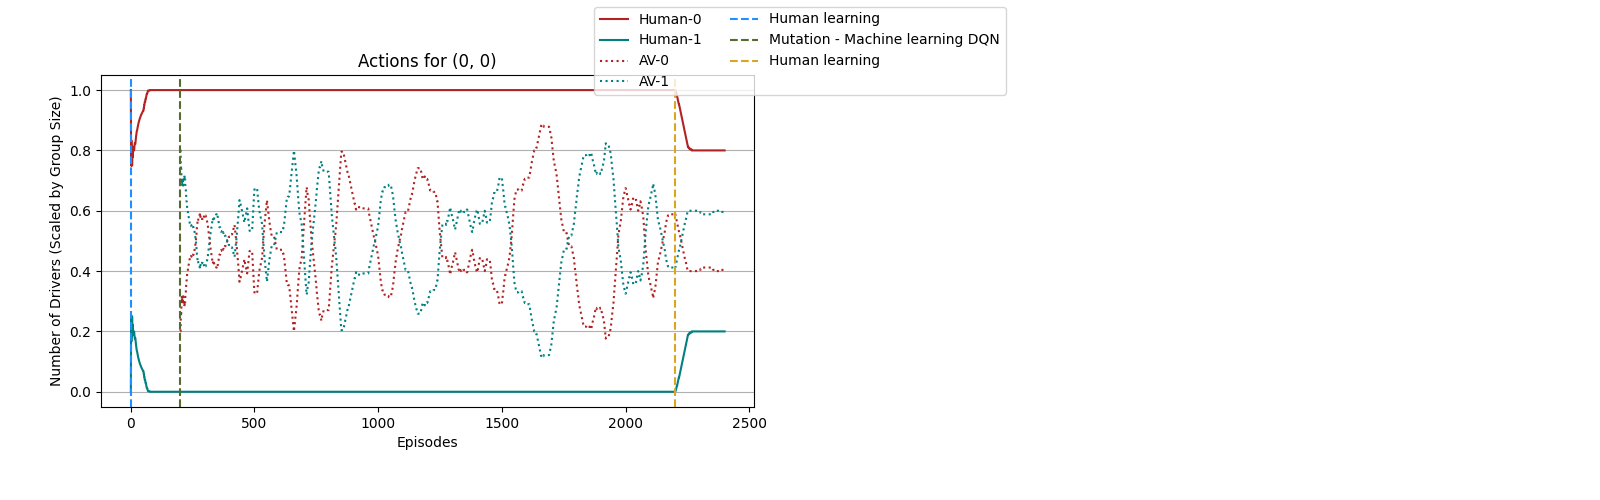 Human-0
Human-1
AV-0
AV-1
Human learning
Mutation - Machine learning DQN
Human learning
Actions for (0, 0)
Number of Drivers (Scaled by Group Size)
1.0
0.8
0.6
0.4
0.2
0.0
0 500 1000 1500 2000 2500
Episodes